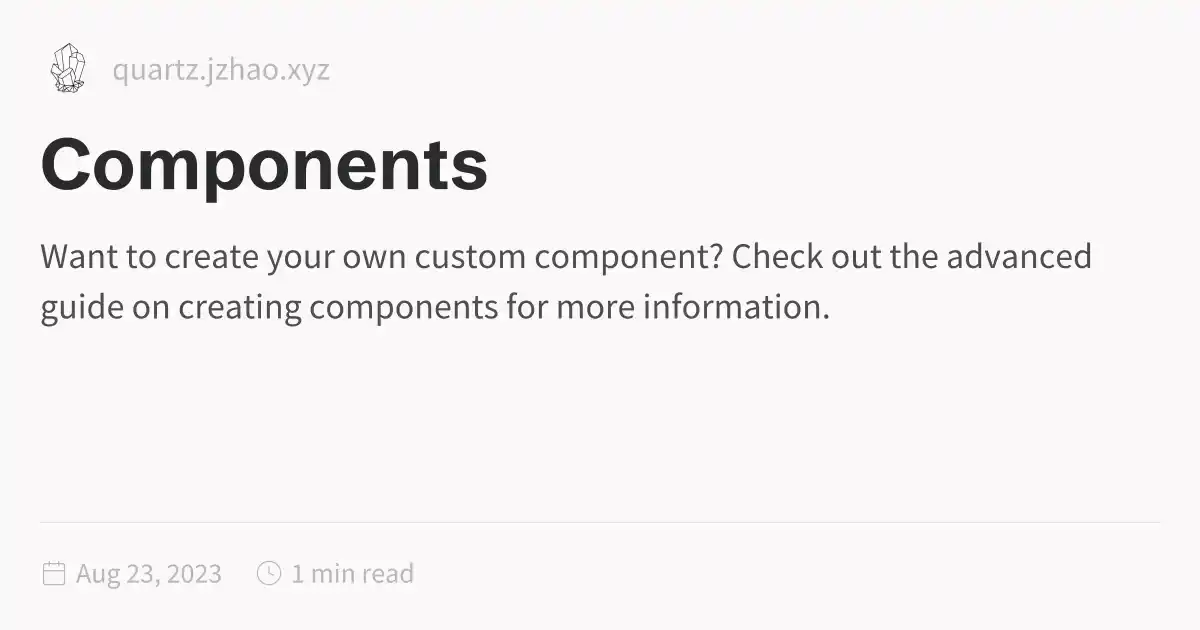 quartz.jzhao.xyz
Components
Want to create your own custom component? Check out the advanced
guide on creating components for more information.
Aug 23, 2023 1 min read